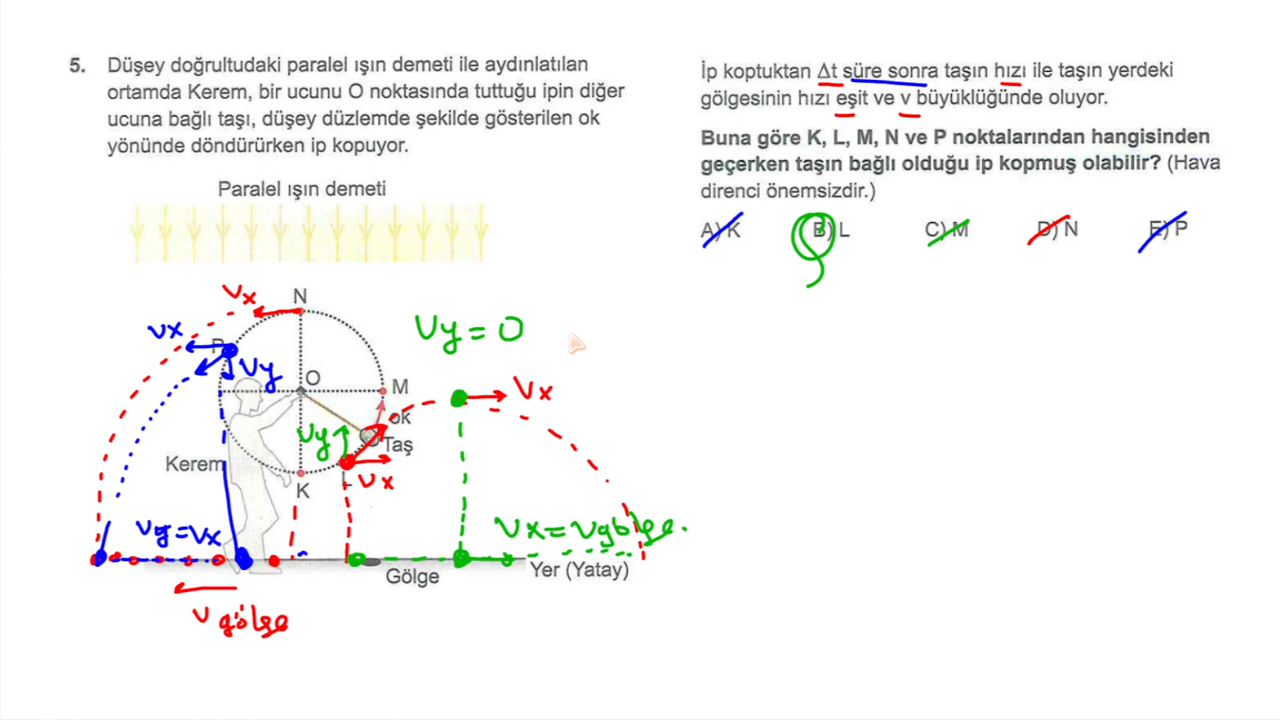 5. Düşey doğrultudaki paralel ışın demeti ile aydınlatılan
ortamda Kerem, bir ucunu O noktasında tuttuğu ipin diğer
ucuna bağlı taşı, düşey düzlemde şekilde gösterilen ok
yönünde döndürürken ip kopuyor.
Paralel ışın demeti
Vx
N
Vx
P
Vy
O
M
ok
Vy
Taş
Kerem
L
Vx
K
Vy = 0
Vx
Vy = Vx
Vx = Vgölge.
Gölge
Yer (Yatay)
V gölge
İp koptuktan Δt süre sonra taşın hızı ile taşın yerdeki
gölgesinin hızı eşit ve v büyüklüğünde oluyor.
Buna göre K, L, M, N ve P noktalarından hangisinden
geçerken taşın bağlı olduğu ip kopmuş olabilir? (Hava
direnci önemsizdir.)
A) K B) L C) M D) N E) P